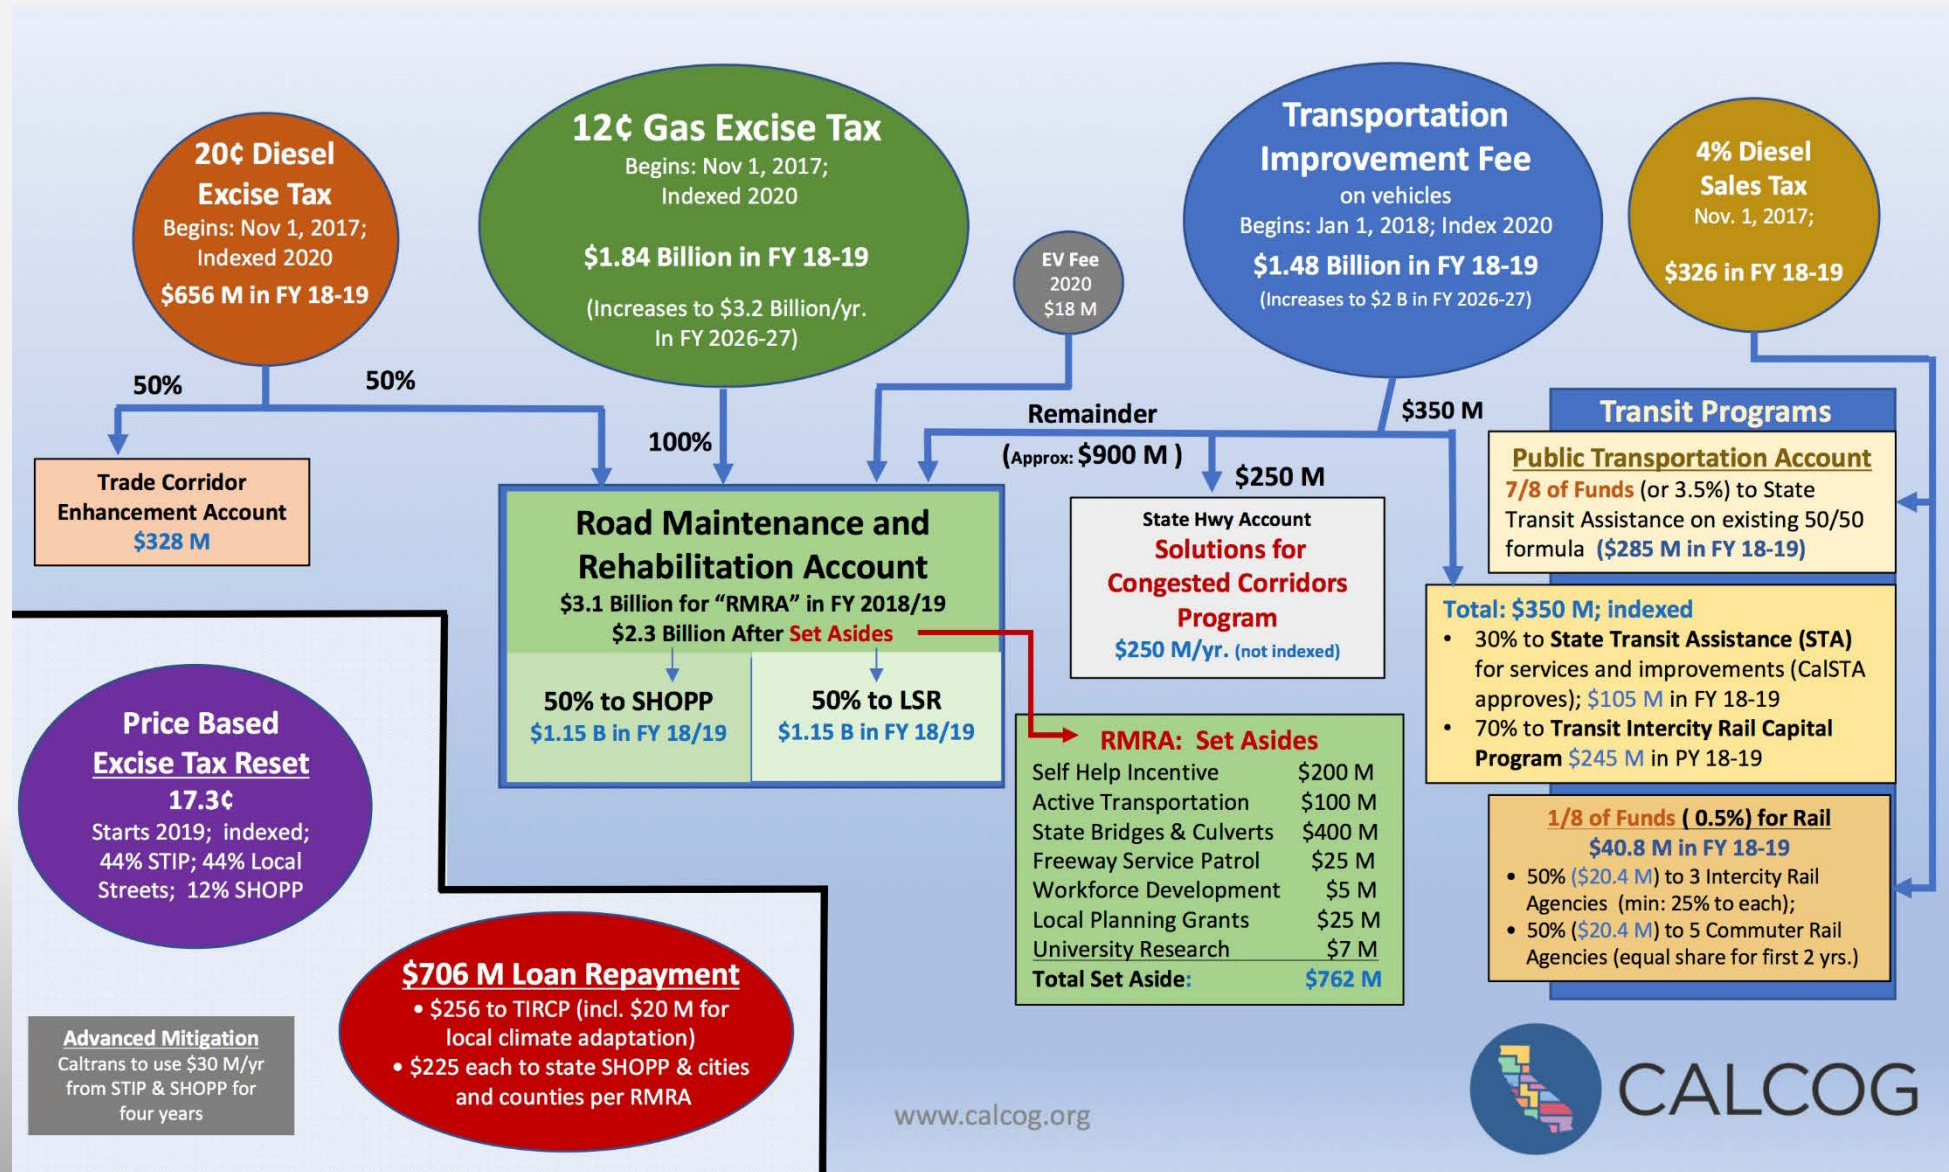 20¢ Diesel
Excise Tax
Begins: Nov 1, 2017;
Indexed 2020
$656 M in FY 18-19
12¢ Gas Excise Tax
Begins: Nov 1, 2017;
Indexed 2020
$1.84 Billion in FY 18-19
(Increases to $3.2 Billion/yr.
In FY 2026-27)
EV Fee
2020
$18 M
Transportation
Improvement Fee
on vehicles
Begins: Jan 1, 2018; Index 2020
$1.48 Billion in FY 18-19
(Increases to $2 B in FY 2026-27)
4% Diesel
Sales Tax
Nov. 1, 2017;
$326 in FY 18-19
50%
50%
100%
Remainder
(Approx: $900 M )
$250 M
$350 M
Trade Corridor
Enhancement Account
$328 M
Road Maintenance and
Rehabilitation Account
$3.1 Billion for “RMRA” in FY 2018/19
$2.3 Billion After Set Asides
50% to SHOPP
$1.15 B in FY 18/19
50% to LSR
$1.15 B in FY 18/19
State Hwy Account
Solutions for
Congested Corridors
Program
$250 M/yr. (not indexed)
Transit Programs
Public Transportation Account
7/8 of Funds (or 3.5%) to State
Transit Assistance on existing 50/50
formula ($285 M in FY 18-19)
Total: $350 M; indexed
• 30% to State Transit Assistance (STA)
for services and improvements (CalSTA
approves); $105 M in FY 18-19
• 70% to Transit Intercity Rail Capital
Program $245 M in PY 18-19
1/8 of Funds ( 0.5%) for Rail
$40.8 M in FY 18-19
• 50% ($20.4 M) to 3 Intercity Rail
Agencies (min: 25% to each);
• 50% ($20.4 M) to 5 Commuter Rail
Agencies (equal share for first 2 yrs.)
RMRA: Set Asides
Self Help Incentive $200 M
Active Transportation $100 M
State Bridges & Culverts $400 M
Freeway Service Patrol $25 M
Workforce Development $5 M
Local Planning Grants $25 M
University Research $7 M
Total Set Aside: $762 M
Price Based
Excise Tax Reset
17.3¢
Starts 2019; indexed;
44% STIP; 44% Local
Streets; 12% SHOPP
$706 M Loan Repayment
• $256 to TIRCP (incl. $20 M for
local climate adaptation)
• $225 each to state SHOPP & cities
and counties per RMRA
Advanced Mitigation
Caltrans to use $30 M/yr
from STIP & SHOPP for
four years
www.calcog.org
CALCOG